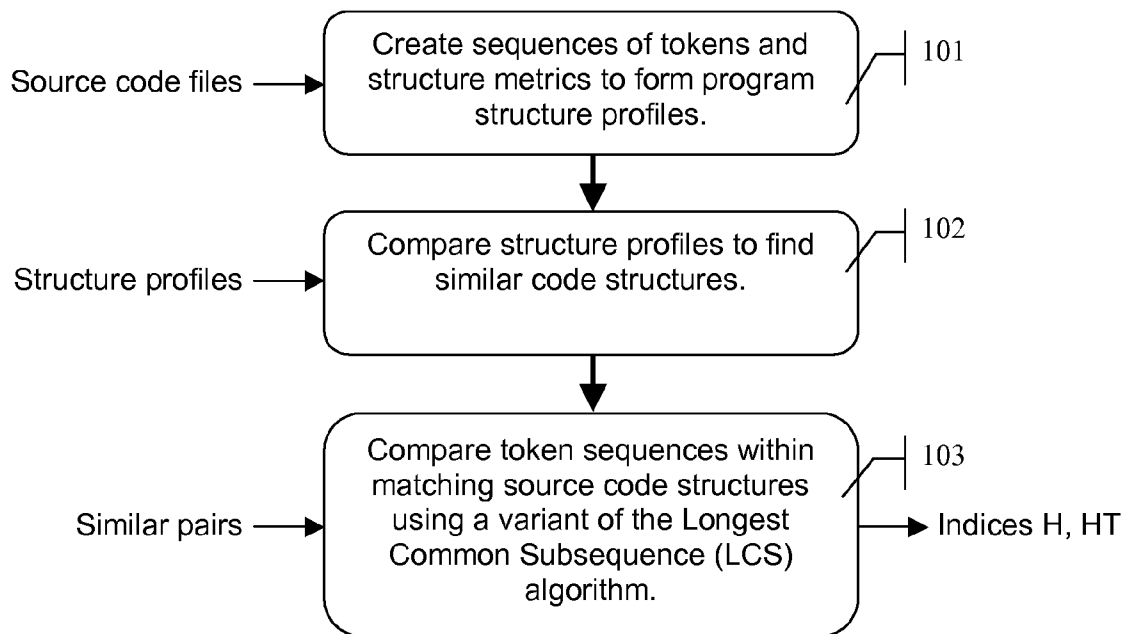 Source code files
Create sequences of tokens and
structure metrics to form program
structure profiles.
101
Structure profiles
Compare structure profiles to find
similar code structures.
102
Similar pairs
Compare token sequences within
matching source code structures
using a variant of the Longest
Common Subsequence (LCS)
algorithm.
103
Indices H, HT